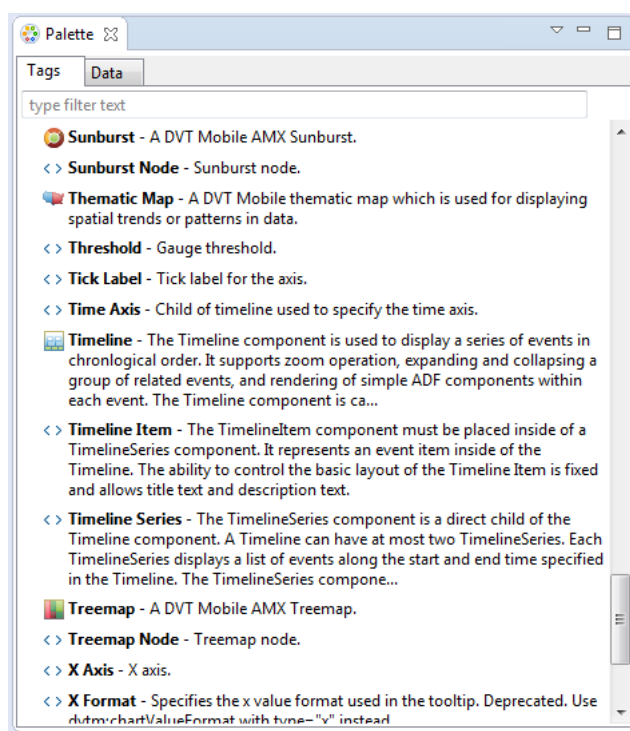 Palette
Tags Data
type filter text
Sunburst - A DVT Mobile AMX Sunburst.
Sunburst Node - Sunburst node.
Thematic Map - A DVT Mobile thematic map which is used for displaying
spatial trends or patterns in data.
Threshold - Gauge threshold.
Tick Label - Tick label for the axis.
Time Axis - Child of timeline used to specify the time axis.
Timeline - The Timeline component is used to display a series of events in
chronlogical order. It supports zoom operation, expanding and collapsing a
group of related events, and rendering of simple ADF components within
each event. The Timeline component is ca...
Timeline Item - The TimelineItem component must be placed inside of a
TimelineSeries component. It represents an event item inside of the
Timeline. The ability to control the basic layout of the Timeline Item is fixed
and allows title text and description text.
Timeline Series - The TimelineSeries component is a direct child of the
Timeline component. A Timeline can have at most two TimelineSeries. Each
TimelineSeries displays a list of events along the start and end time specified
in the Timeline. The TimelineSeries compone...
Treemap - A DVT Mobile AMX Treemap.
Treemap Node - Treemap node.
X Axis - X axis.
X Format - Specifies the x value format used in the tooltip. Deprecated. Use
dvtm:chartValueFormat with type="x" instead